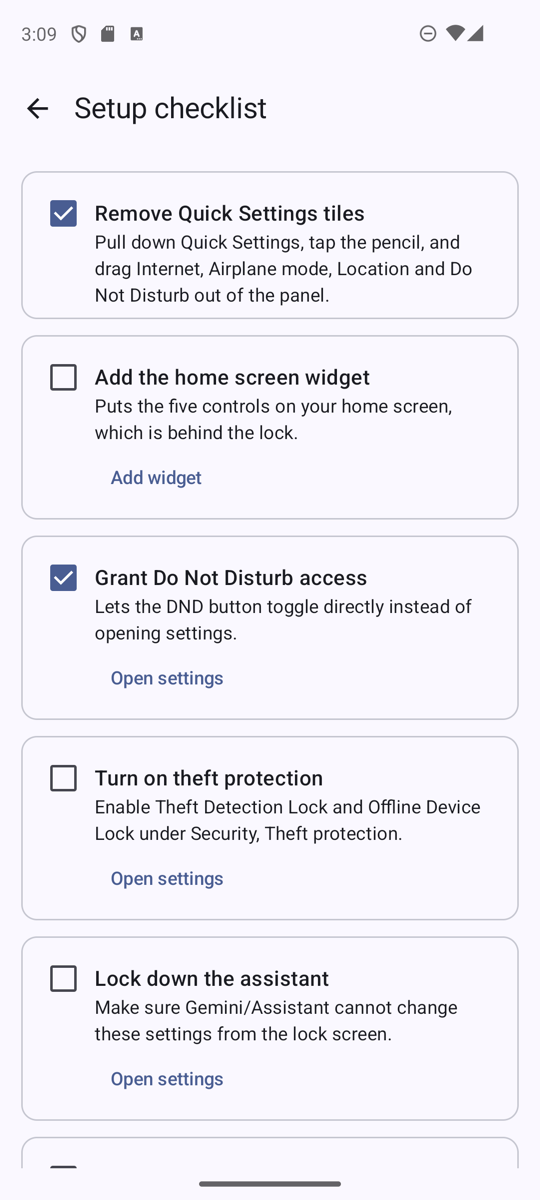 3:09
Setup checklist
Remove Quick Settings tiles
Pull down Quick Settings, tap the pencil, and
drag Internet, Airplane mode, Location and Do
Not Disturb out of the panel.
Add the home screen widget
Puts the five controls on your home screen,
which is behind the lock.
Add widget
Grant Do Not Disturb access
Lets the DND button toggle directly instead of
opening settings.
Open settings
Turn on theft protection
Enable Theft Detection Lock and Offline Device
Lock under Security, Theft protection.
Open settings
Lock down the assistant
Make sure Gemini/Assistant cannot change
these settings from the lock screen.
Open settings